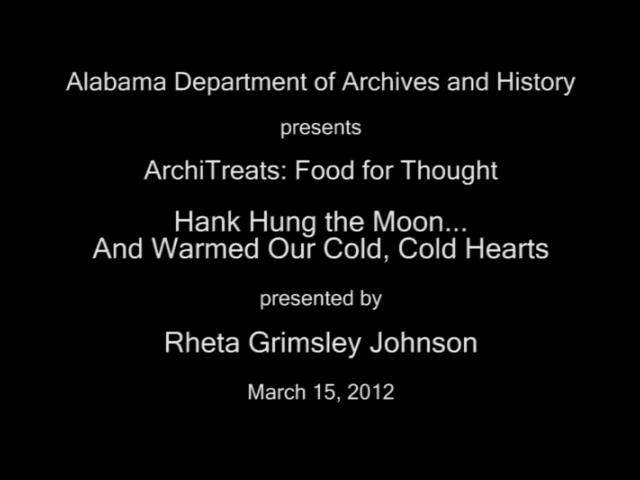 Alabama Department of Archives and History
presents
ArchiTreats: Food for Thought
Hank Hung the Moon...
And Warmed Our Cold, Cold Hearts
presented by
Rheta Grimsley Johnson
March 15, 2012